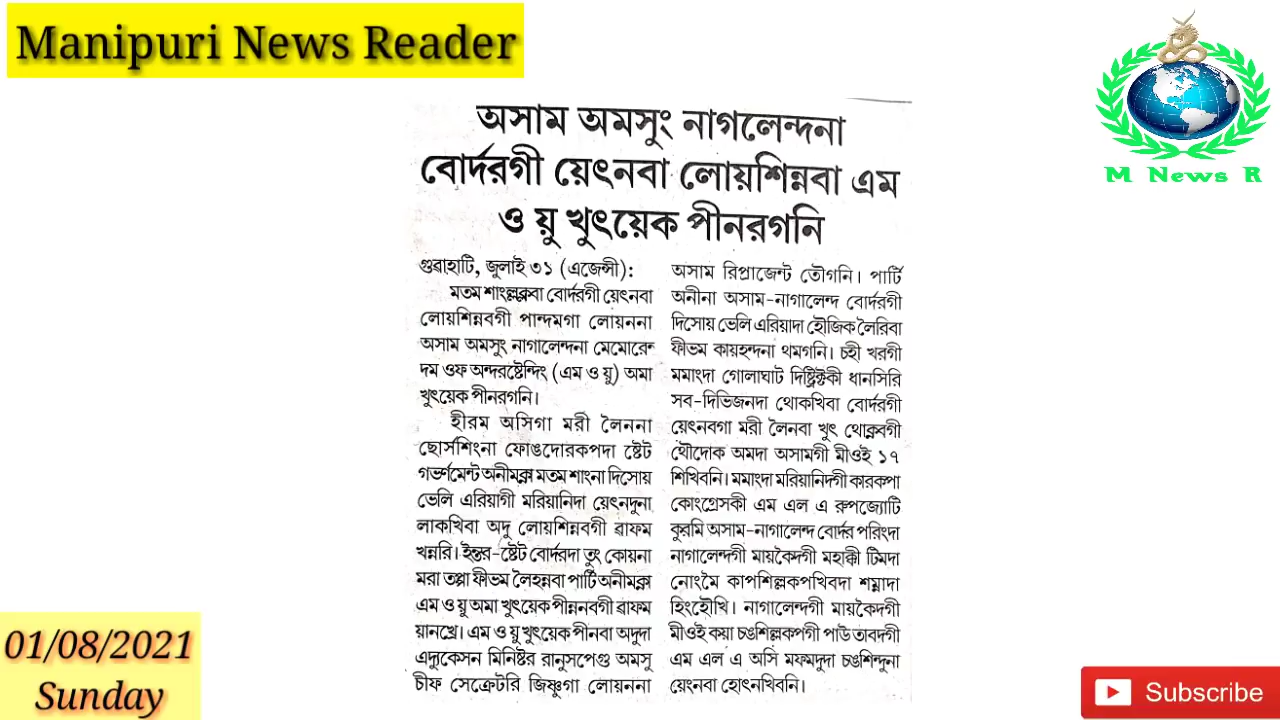 Manipuri News Reader
M News R
অসাম অমসুং নাগলেন্দনা
বোর্দরগী য়েৎনবা লোয়শিন্নবা এম
ও য়ু খুৎয়েক পীনরগনি
গুৱাহাটি, জুলাই ৩১ (এজেন্সী):
মতম শাংল্লক্লবা বোর্দরগী য়েৎনবা
লোয়শিন্নবগী পান্দমগা লোয়ননা
অসাম অমসুং নাগালেন্দনা মেমোরেন্
দম ওফ অন্দরষ্টেন্দিং (এম ও য়ু) অমা
খুৎয়েক পীনরগনি।
হীরম অসিগা মরী লৈননা
ছোর্সশিংনা ফোঙদোরকপদা ষ্টেট
গভর্ণমেন্ট অনীমক্না মতম শাংনা দিসোয়
ভেলি এরিয়াগী মরিয়ানিদা য়েৎনদুনা
লাকখিবা অদু লোয়শিন্নবগী ৱাফম
খন্নরি। ইন্তর-ষ্টেট বোর্দরদা তুং কোয়না
মরা তপ্পা ফীভম লৈহন্নবা পার্টি অনীমক্না
এম ও য়ু অমা খুৎয়েক পীন্ননবগী ৱাফম
য়ানখ্রে। এম ও য়ু খুৎয়েক পীনবা অদুদা
এদ্যুকেসন মিনিষ্টর রানুসপেগু অমসু
চীফ সেক্রেটরি জিষ্ণুগা লোয়ননা
অসাম রিপ্রাজেন্ট তৌগনি। পার্টি
অনীনা অসাম-নাগালেন্দ বোর্দরগী
দিসোয় ভেলি এরিয়াদা হৌজিক লৈরিবা
ফীভম কায়হন্দনা থমগনি। চহী খরগী
মমাংদা গোলাঘাট দিষ্ট্রিক্টকী ধানসিরি
সব-দিভিজনদা থোকখিবা বোর্দরগী
য়েৎনবগা মরী লৈনবা খুৎ থোক্লবগী
থৌদোক অমদা অসামগী মীওই ১৭
শিখিবনি। মমাংদা মরিয়ানিদগী কারকপা
কোংগ্রেসকী এম এল এ রুপজ্যোটি
কুরমি অসাম-নাগালেন্দ বোর্দর পরিংদা
নাগালেন্দগী মায়কৈদগী মহাক্কী টিমদা
নোংমৈ কাপশিল্লকপখিবদা শম্নাদা
হিংহৌখি। নাগালেন্দগী মায়কৈদগী
মীওই কয়া চঙশিল্লকপগী পাউ তাবদগী
এম এল এ অসি মফমদুদা চঙশিন্দুনা
য়েংনবা হোৎনখিবনি।
01/08/2021
Sunday
Subscribe